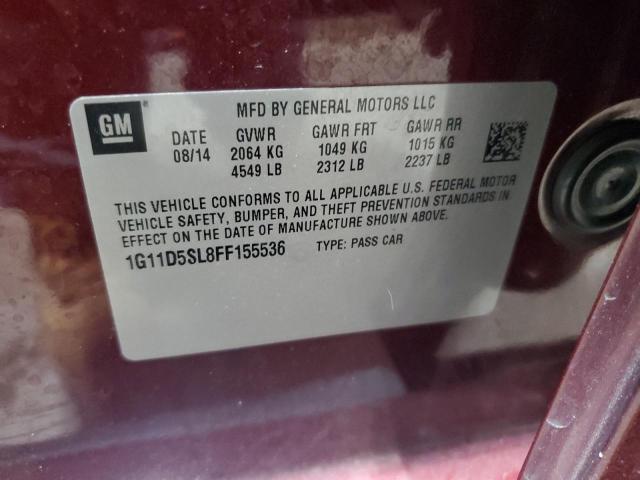 GM
MFD BY GENERAL MOTORS LLC
DATE GVWR GAWR FRT GAWR RR
08/14 2064 KG 1049 KG 1015 KG
4549 LB 2312 LB 2237 LB
THIS VEHICLE CONFORMS TO ALL APPLICABLE U.S. FEDERAL MOTOR
VEHICLE SAFETY, BUMPER, AND THEFT PREVENTION STANDARDS IN
EFFECT ON THE DATE OF MANUFACTURE SHOWN ABOVE.
1G11D5SL8FF155536 TYPE: PASS CAR